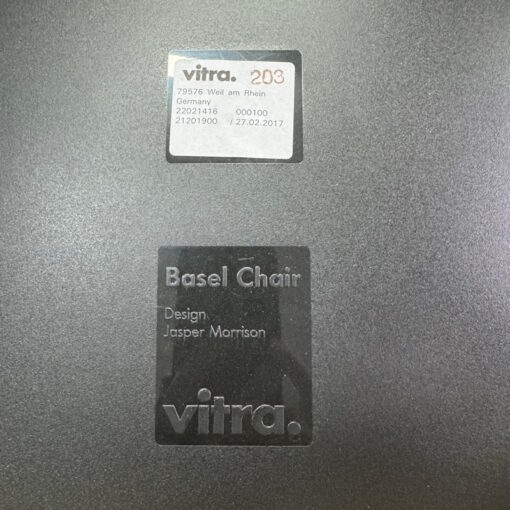 vitra. 203
79576 Weil am Rhein
Germany
22021416 000100
21201900 / 27.02.2017
Basel Chair
Design
Jasper Morrison
vitra.